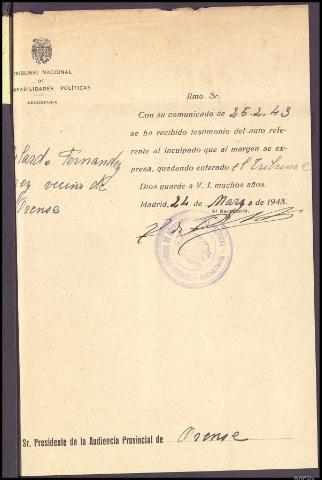 TRIBUNAL NACIONAL
DE
RESPONSABILIDADES POLÍTICAS
SECRETARIA
Ilmo. Sr.
Con su comunicado de 25.2.43
se ha recibido testimonio del auto refe-
rente al inculpado que al margen se ex-
presa, quedando enterado el Tribunal
Dios guarde a V. I. muchos años.
Madrid, 24 de Marzo de 1943.
El Secretario,
Fernandez
vecino de
Orense
Sr. Presidente de la Audiencia Provincial de Orense